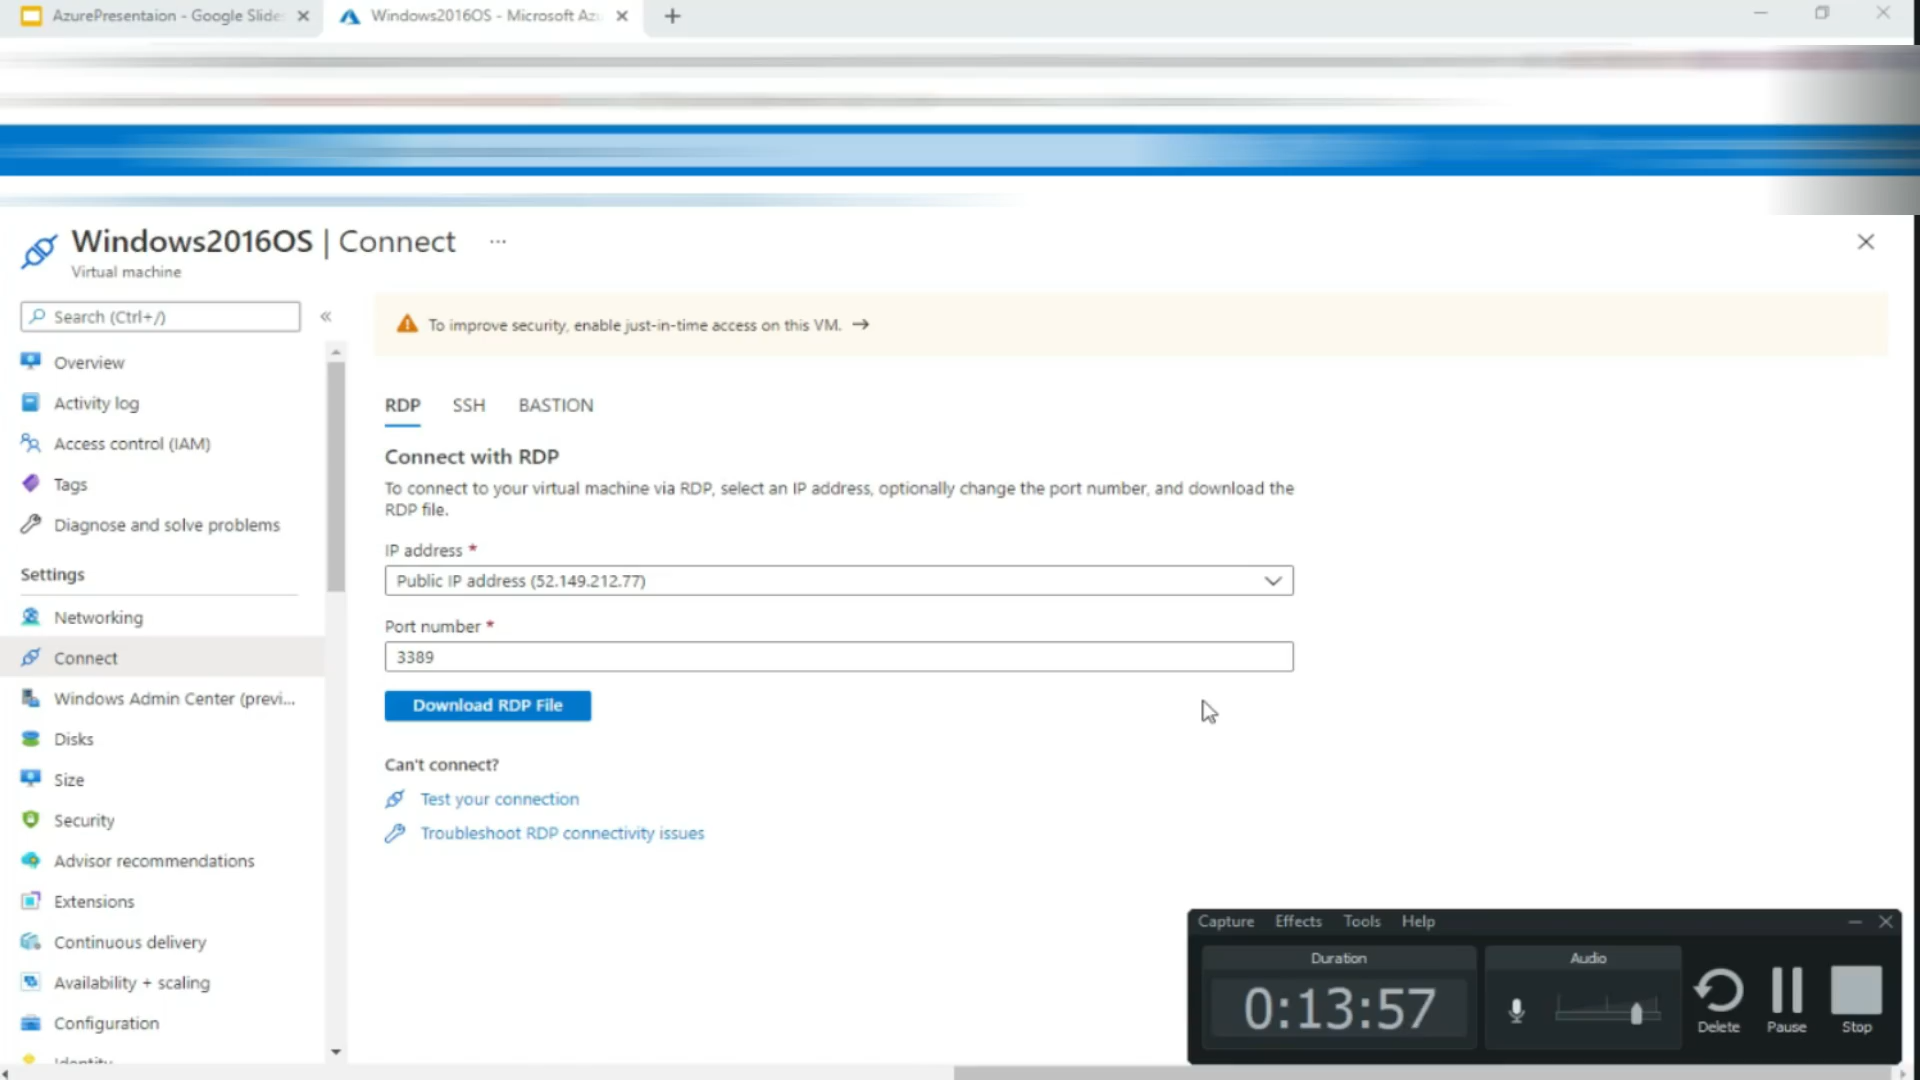 AzurePresentaion - Google Slide
Windows2016OS - Microsoft Az
Windows2016OS | Connect ...
Virtual machine
Search (Ctrl+/)
«
To improve security, enable just-in-time access on this VM. →
Overview
Activity log
Access control (IAM)
Tags
Diagnose and solve problems
Settings
Networking
Connect
Windows Admin Center (previ...
Disks
Size
Security
Advisor recommendations
Extensions
Continuous delivery
Availability + scaling
Configuration
Identity
RDP SSH BASTION
Connect with RDP
To connect to your virtual machine via RDP, select an IP address, optionally change the port number, and download the
RDP file.
IP address *
Public IP address (52.149.212.77)
Port number *
3389
Download RDP File
Can't connect?
Test your connection
Troubleshoot RDP connectivity issues
Capture Effects Tools Help
Duration
0:13:57
Audio
Delete
Pause
Stop